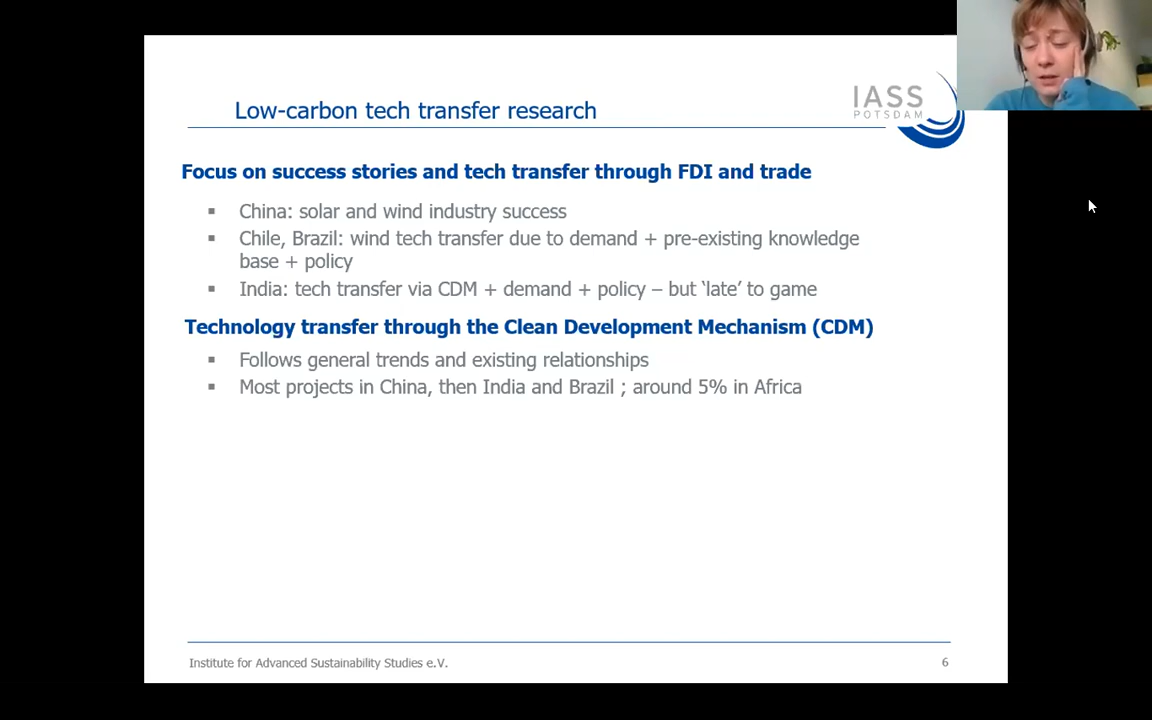 Low-carbon tech transfer research
IASS
POTSDAM
Focus on success stories and tech transfer through FDI and trade
▪ China: solar and wind industry success
▪ Chile, Brazil: wind tech transfer due to demand + pre-existing knowledge
base + policy
▪ India: tech transfer via CDM + demand + policy – but ‘late’ to game
Technology transfer through the Clean Development Mechanism (CDM)
▪ Follows general trends and existing relationships
▪ Most projects in China, then India and Brazil ; around 5% in Africa
Institute for Advanced Sustainability Studies e.V.
6